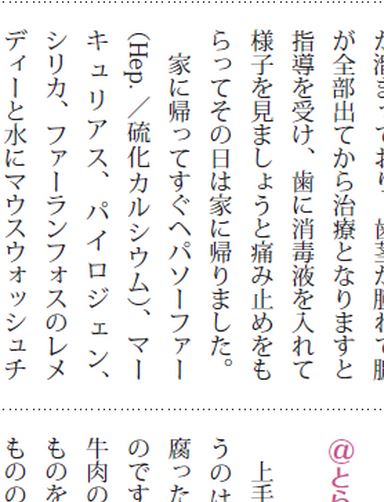 が全部出てから治療となりますと
指導を受け、歯に消毒液を入れて
様子を見ましょうと痛み止めをも
らってその日は家に帰りました。
家に帰ってすぐヘパソーファー
(Hep.／硫化カルシウム)、マー
キュリアス、パイロジェン、
シリカ、ファーランフォスのレメ
ディーと水にマウスウォッシュチ
@とら
上手
うのは
腐った
のです
牛肉の
ものを
ものの